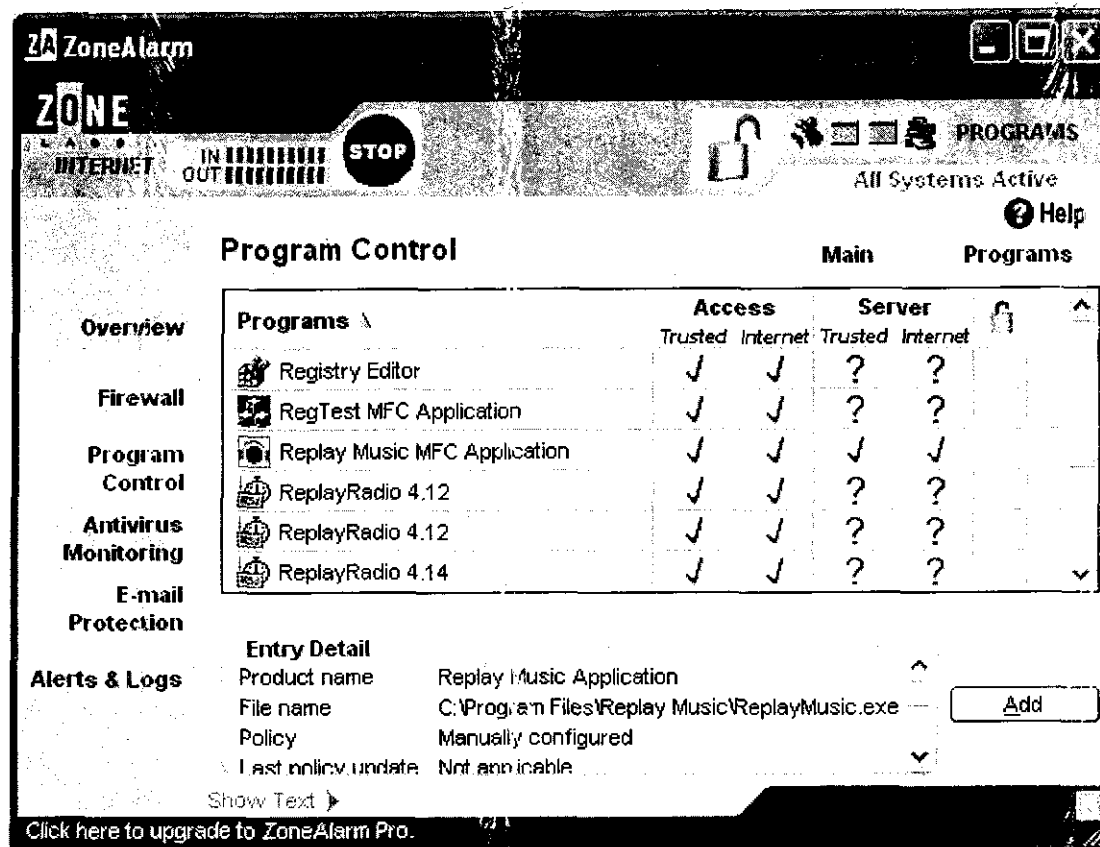 ZA ZoneAlarm
ZONE
LABS
INTERNET
IN
OUT
STOP
PROGRAMS
All Systems Active
Help
Program Control
Main Programs
Overview
Firewall
Program
Control
Antivirus
Monitoring
E-mail
Protection
Alerts & Logs
Programs Access Server
Trusted Internet Trusted Internet
Registry Editor ? ?
RegTest MFC Application ? ?
Replay Music MFC Application
ReplayRadio 4.12 ? ?
ReplayRadio 4.12 ? ?
ReplayRadio 4.14 ? ?
Entry Detail
Product name Replay Music Application
File name C:\Program Files\Replay Music\ReplayMusic.exe
Policy Manually configured
Last policy update Not applicable
Add
Show Text
Click here to upgrade to ZoneAlarm Pro.